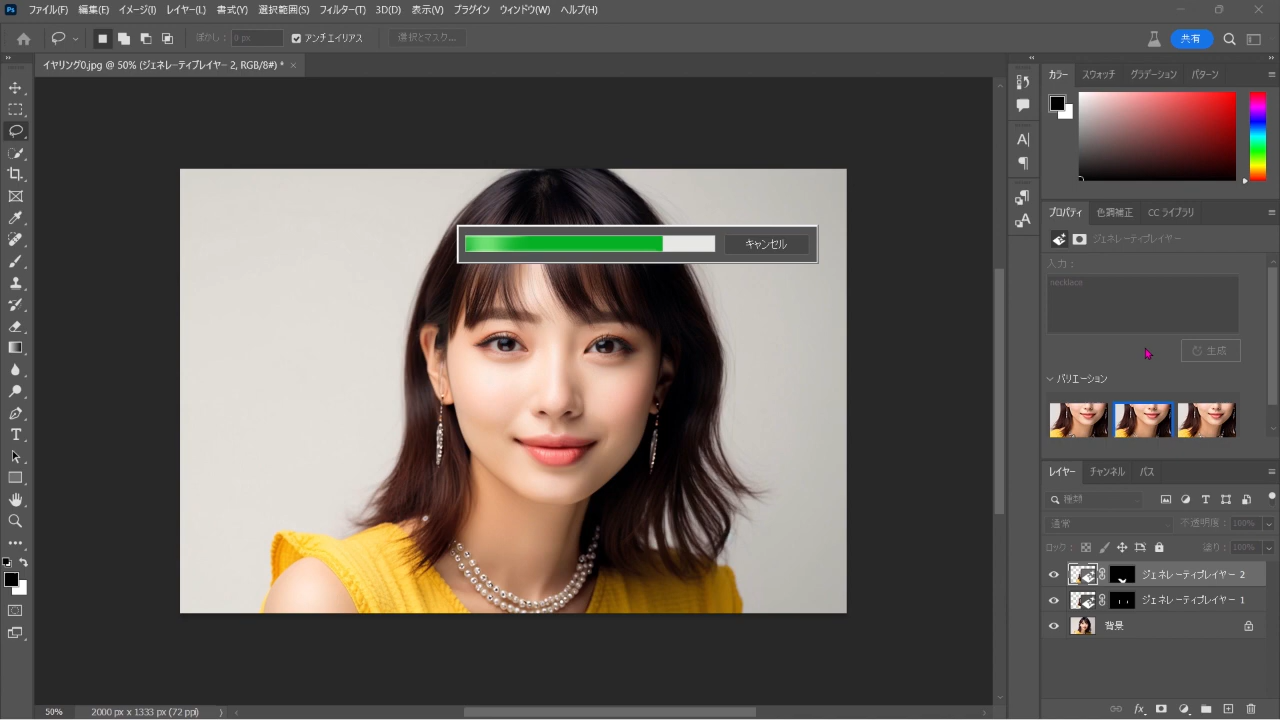 Ps ファイル(F) 編集(E) イメージ(I) レイヤー(L) 書式(Y) 選択範囲(S) フィルター(T) 3D(D) 表示(V) プラグイン ウィンドウ(W) ヘルプ(H)
ぼかし: 0 px アンチエイリアス 選択とマスク... 共有
イヤリング0.jpg @ 50% (ジェネレーティブレイヤー 2, RGB/8#) *
カラー スウォッチ グラデーション パターン
プロパティ 色調補正 CC ライブラリ
ジェネレーティブレイヤー
キャンセル
入力:
necklace
生成
バリエーション
レイヤー チャンネル パス
種類
通常 不透明度: 100%
ロック: 塗り: 100%
ジェネレーティブレイヤー 2
ジェネレーティブレイヤー 1
背景
50% 2000 px x 1333 px (72 ppi)